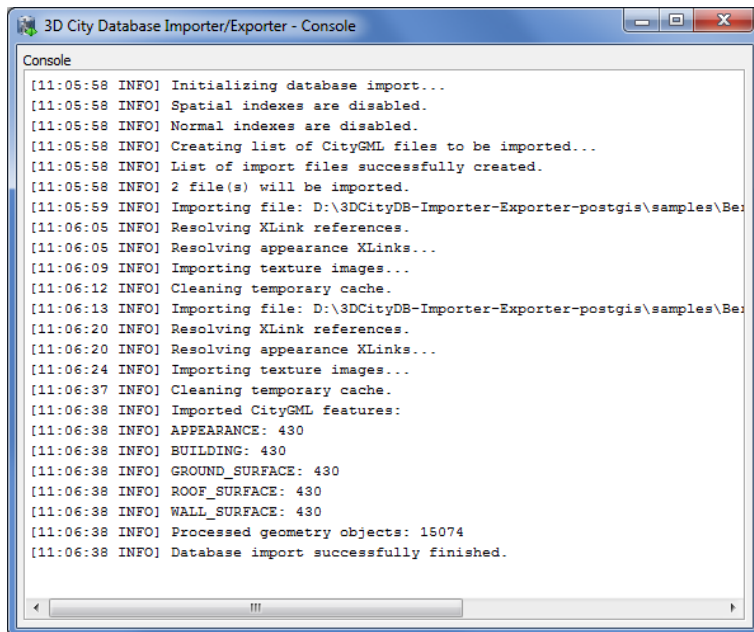 3D City Database Importer/Exporter - Console
Console
[11:05:58 INFO] Initializing database import...
[11:05:58 INFO] Spatial indexes are disabled.
[11:05:58 INFO] Normal indexes are disabled.
[11:05:58 INFO] Creating list of CityGML files to be imported...
[11:05:58 INFO] List of import files successfully created.
[11:05:58 INFO] 2 file(s) will be imported.
[11:05:59 INFO] Importing file: D:\3DCityDB-Importer-Exporter-postgis\samples\Be
[11:06:05 INFO] Resolving XLink references.
[11:06:05 INFO] Resolving appearance XLinks...
[11:06:09 INFO] Importing texture images...
[11:06:12 INFO] Cleaning temporary cache.
[11:06:13 INFO] Importing file: D:\3DCityDB-Importer-Exporter-postgis\samples\Be
[11:06:20 INFO] Resolving XLink references.
[11:06:20 INFO] Resolving appearance XLinks...
[11:06:24 INFO] Importing texture images...
[11:06:37 INFO] Cleaning temporary cache.
[11:06:38 INFO] Imported CityGML features:
[11:06:38 INFO] APPEARANCE: 430
[11:06:38 INFO] BUILDING: 430
[11:06:38 INFO] GROUND_SURFACE: 430
[11:06:38 INFO] ROOF_SURFACE: 430
[11:06:38 INFO] WALL_SURFACE: 430
[11:06:38 INFO] Processed geometry objects: 15074
[11:06:38 INFO] Database import successfully finished.